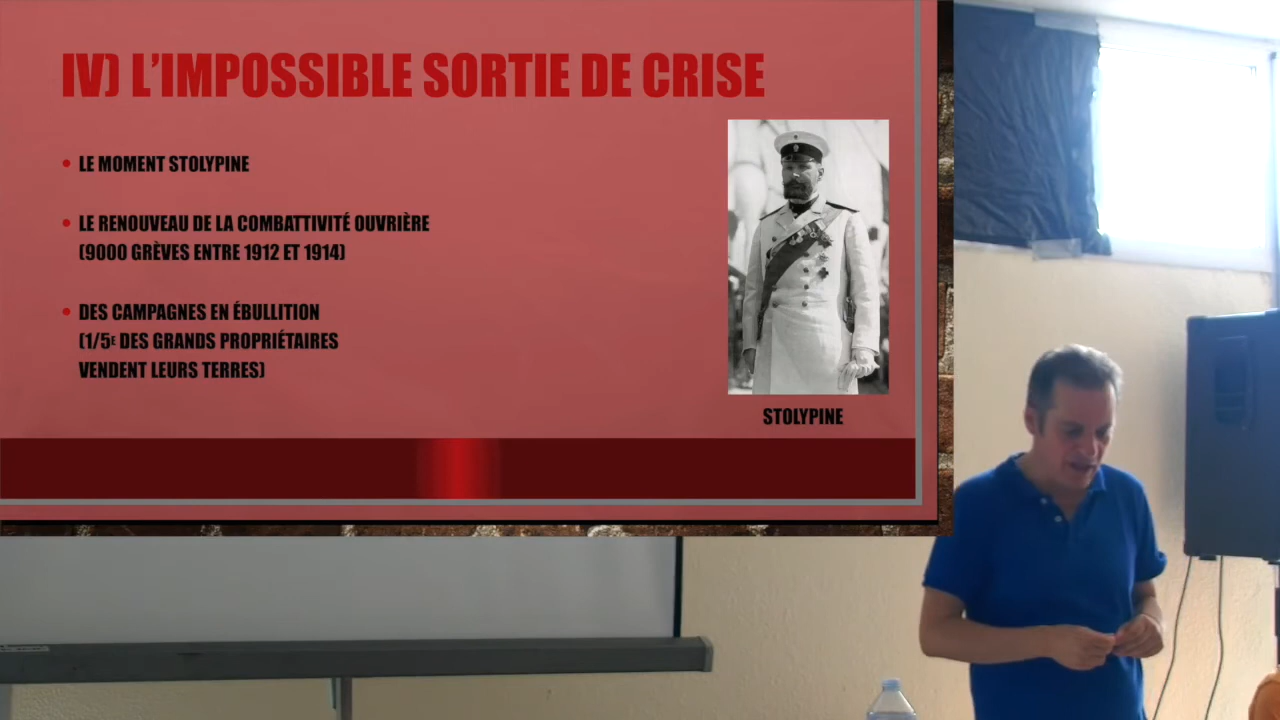 IV) L'IMPOSSIBLE SORTIE DE CRISE
• LE MOMENT STOLYPINE
• LE RENOUVEAU DE LA COMBATTIVITÉ OUVRIÈRE
(9000 GRÈVES ENTRE 1912 ET 1914)
• DES CAMPAGNES EN ÉBULLITION
(1/5E DES GRANDS PROPRIÉTAIRES
VENDENT LEURS TERRES)
STOLYPINE